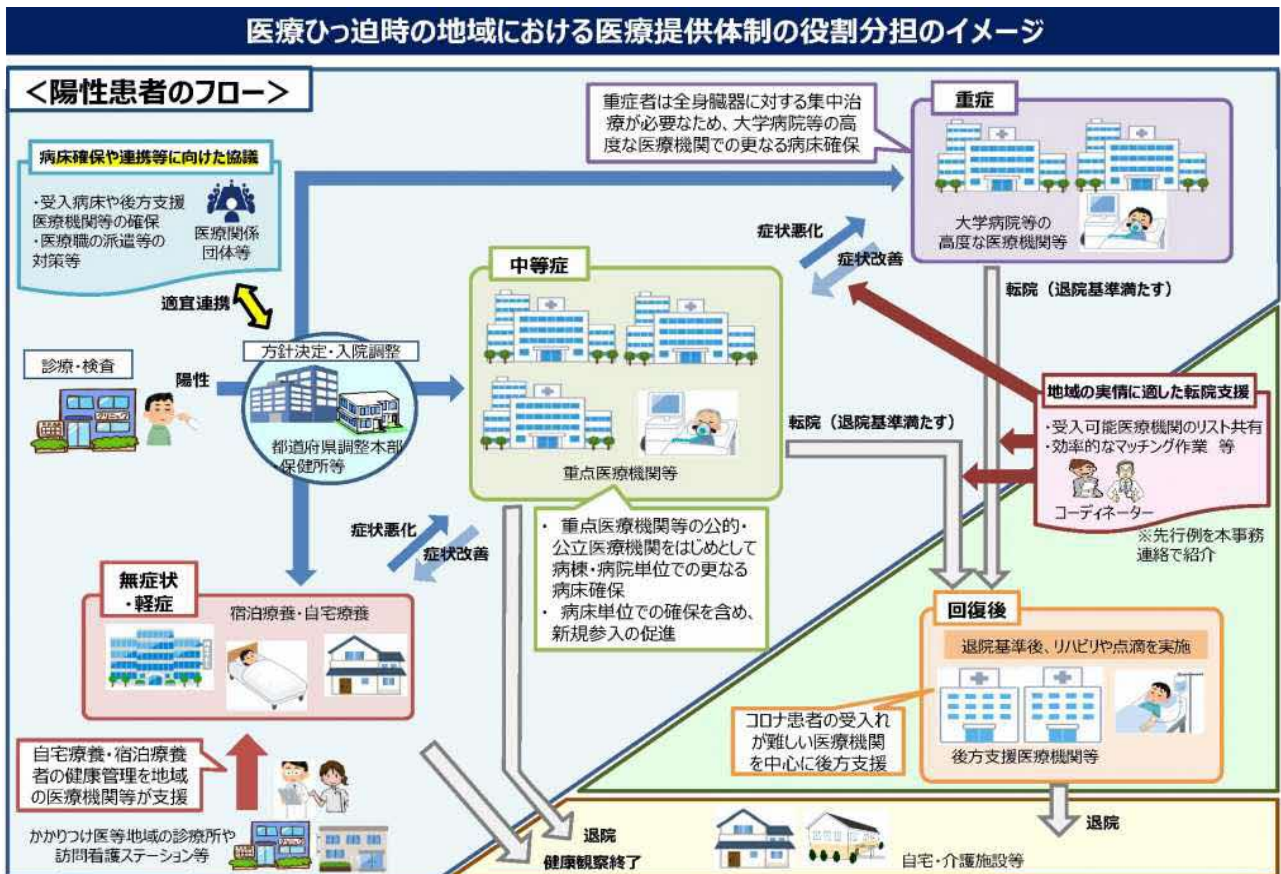 医療ひっ迫時の地域における医療提供体制の役割分担のイメージ
＜陽性患者のフロー＞
病床確保や連携等に向けた協議
・受入病床や後方支援
医療機関等の確保
・医療職の派遣等の
対策等
医療関係
団体等
適宜連携
診療・検査
陽性
方針決定・入院調整
都道府県調整本部
・保健所等
重症者は全身臓器に対する集中治
療が必要なため、大学病院等の高
度な医療機関での更なる病床確保
重症
大学病院等の
高度な医療機関等
症状悪化
症状改善
中等症
重点医療機関等
・ 重点医療機関等の公的・
公立医療機関をはじめとして
病棟・病院単位での更なる
病床確保
・ 病床単位での確保を含め、
新規参入の促進
転院（退院基準満たす）
転院（退院基準満たす）
地域の実情に適した転院支援
・受入可能医療機関のリスト共有
・効率的なマッチング作業 等
コーディネーター
※先行例を本事務
連絡で紹介
症状悪化
症状改善
無症状
・軽症
宿泊療養・自宅療養
自宅療養・宿泊療養
者の健康管理を地域
の医療機関等が支援
かかりつけ医等地域の診療所や
訪問看護ステーション等
回復後
退院基準後、リハビリや点滴を実施
後方支援医療機関等
コロナ患者の受入れ
が難しい医療機関
を中心に後方支援
退院
健康観察終了
退院
自宅・介護施設等